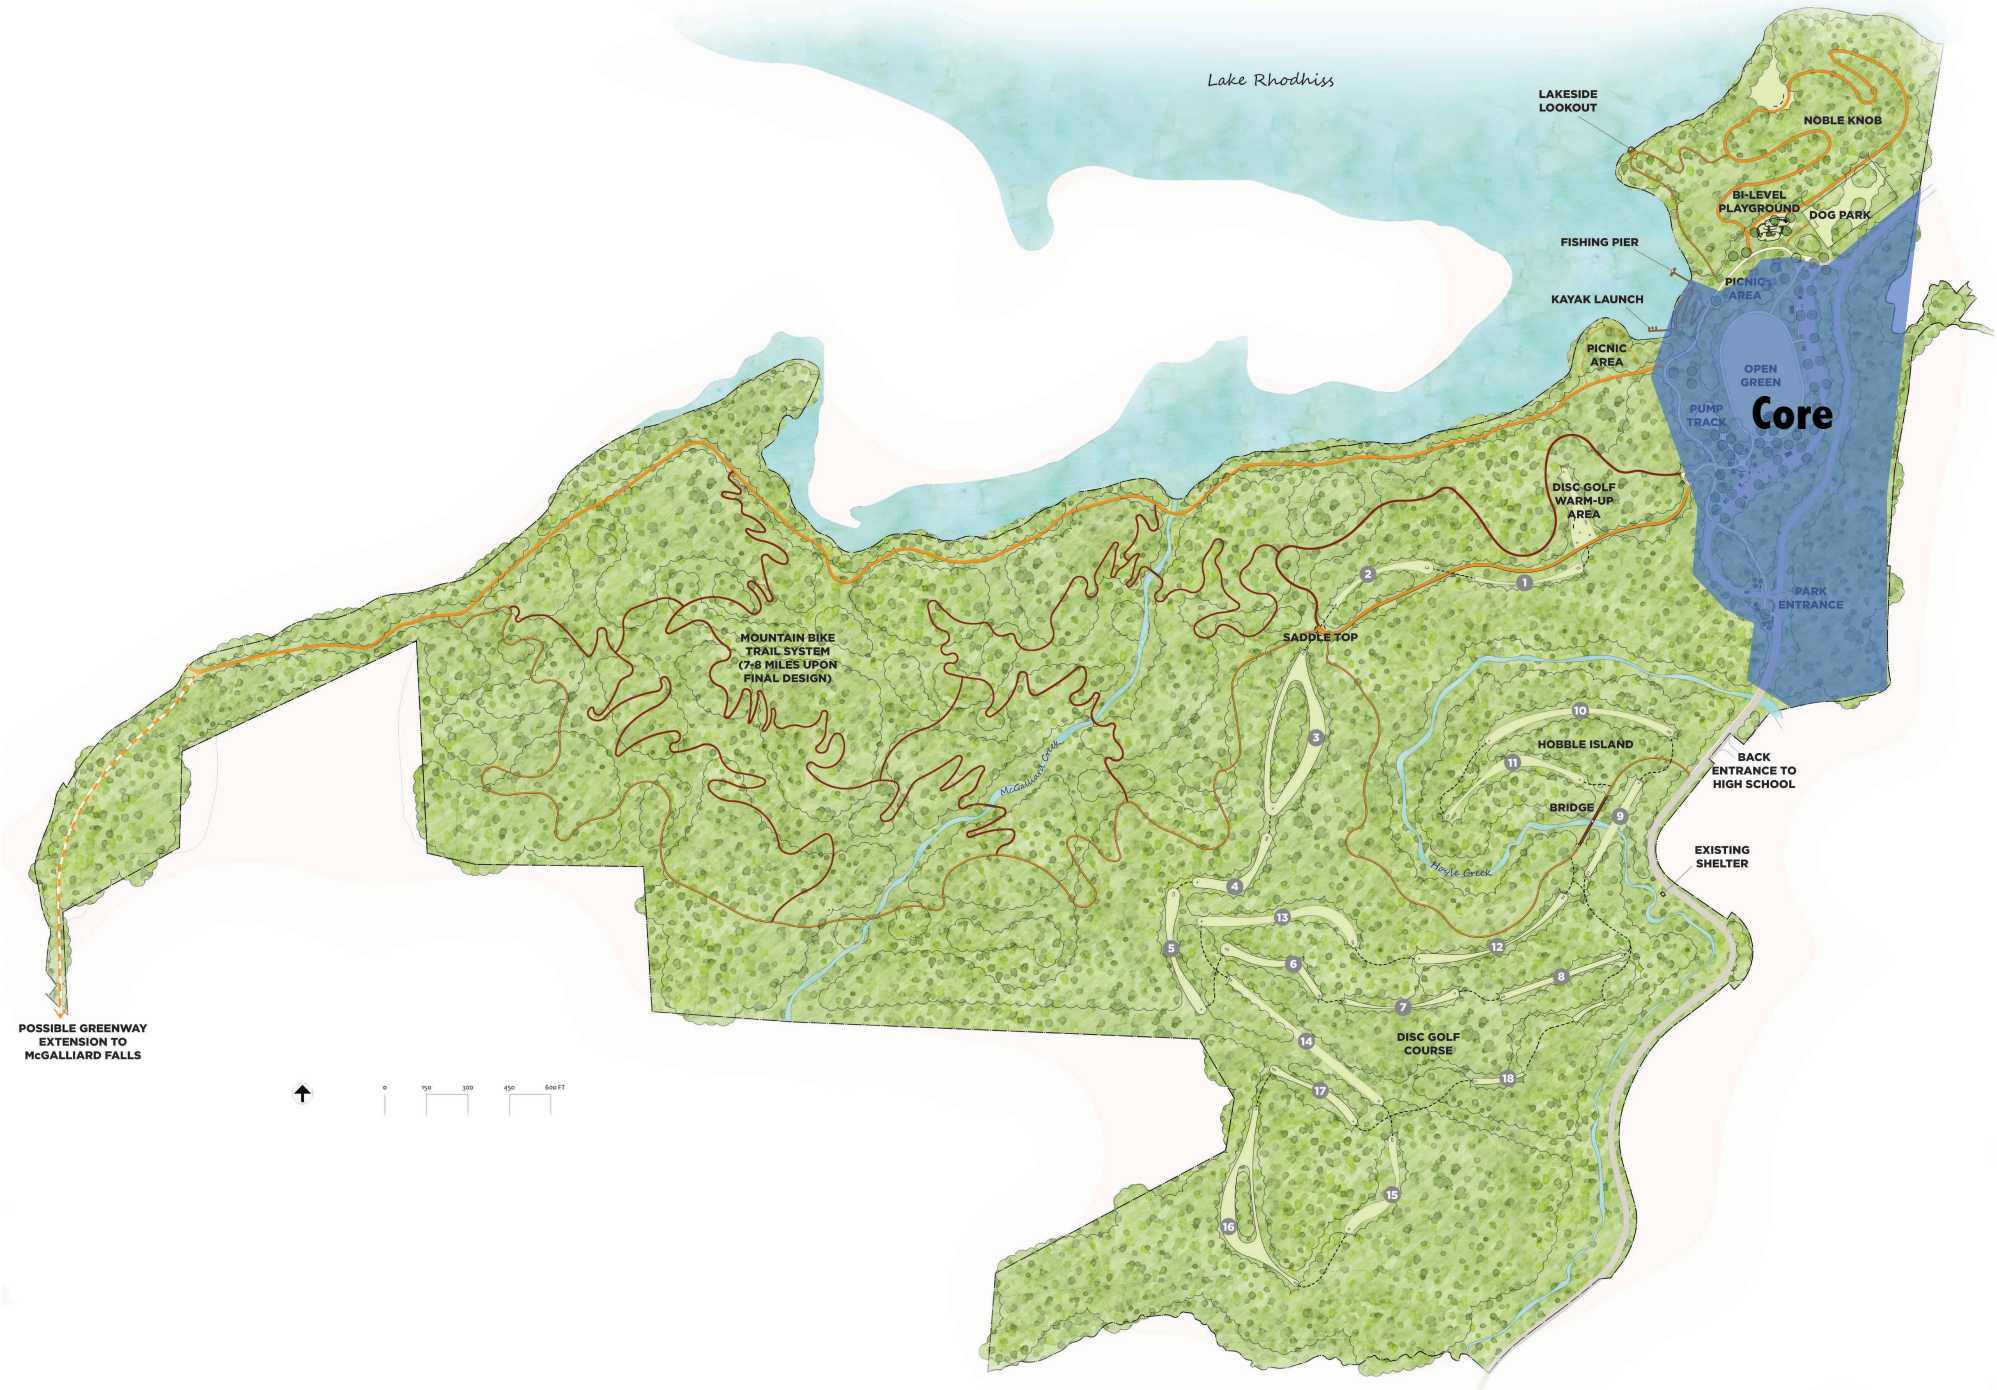 Lake Rhodhiss
LAKESIDE
LOOKOUT
NOBLE KNOB
BI-LEVEL
PLAYGROUND
DOG PARK
FISHING PIER
PICNIC
AREA
KAYAK LAUNCH
PICNIC
AREA
OPEN
GREEN
Core
PUMP
TRACK
DISC GOLF
WARM-UP
AREA
2
1
PARK
ENTRANCE
SADDLE TOP
MOUNTAIN BIKE
TRAIL SYSTEM
(7-8 MILES UPON
FINAL DESIGN)
10
3
HOBBLE ISLAND
11
BACK
ENTRANCE TO
HIGH SCHOOL
McGalliard Creek
BRIDGE
9
EXISTING
SHELTER
Hoyle Creek
4
13
5
12
6
8
7
POSSIBLE GREENWAY
EXTENSION TO
McGALLIARD FALLS
14
DISC GOLF
COURSE
18
17
0 150 300 450 600 FT
15
16